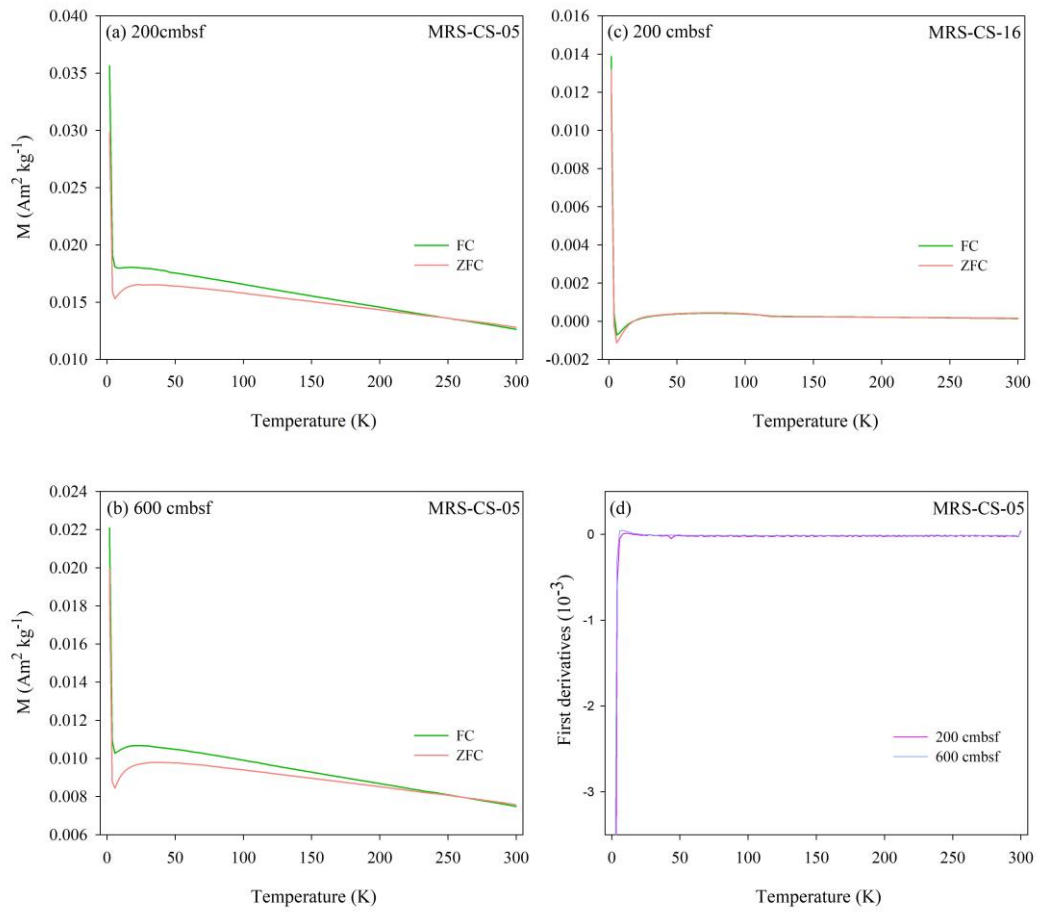 (a) 200cmbsf
MRS-CS-05
0.040
0.035
0.030
0.025
0.020
0.015
0.010
M (Am² kg⁻¹)
FC
ZFC
0 50 100 150 200 250 300
Temperature (K)
(c) 200 cmbsf
MRS-CS-16
0.016
0.014
0.012
0.010
0.008
0.006
0.004
0.002
0.000
-0.002
FC
ZFC
0 50 100 150 200 250 300
Temperature (K)
(b) 600 cmbsf
MRS-CS-05
0.024
0.022
0.020
0.018
0.016
0.014
0.012
0.010
0.008
0.006
M (Am² kg⁻¹)
FC
ZFC
0 50 100 150 200 250 300
Temperature (K)
(d)
MRS-CS-05
0
-1
-2
-3
First derivatives (10⁻³)
200 cmbsf
600 cmbsf
0 50 100 150 200 250 300
Temperature (K)